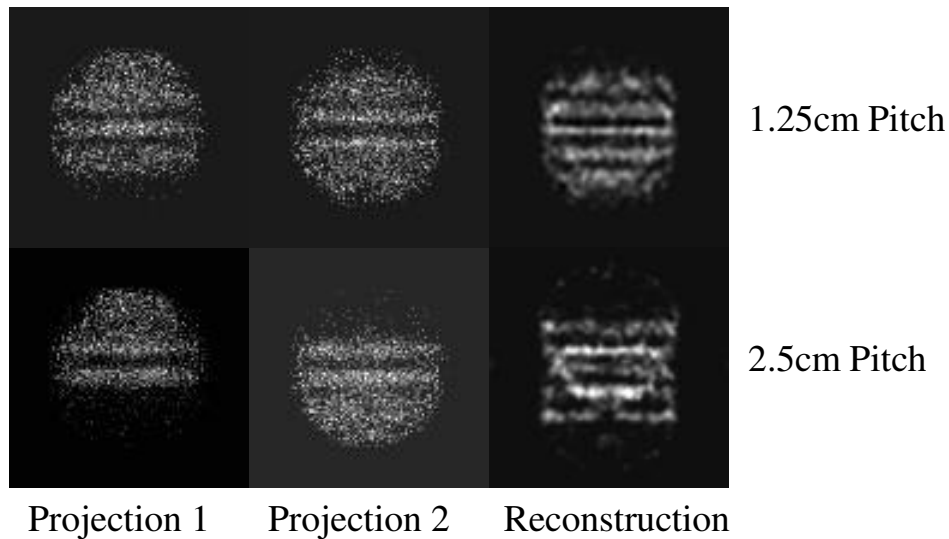 1.25cm Pitch
2.5cm Pitch
Projection 1
Projection 2
Reconstruction